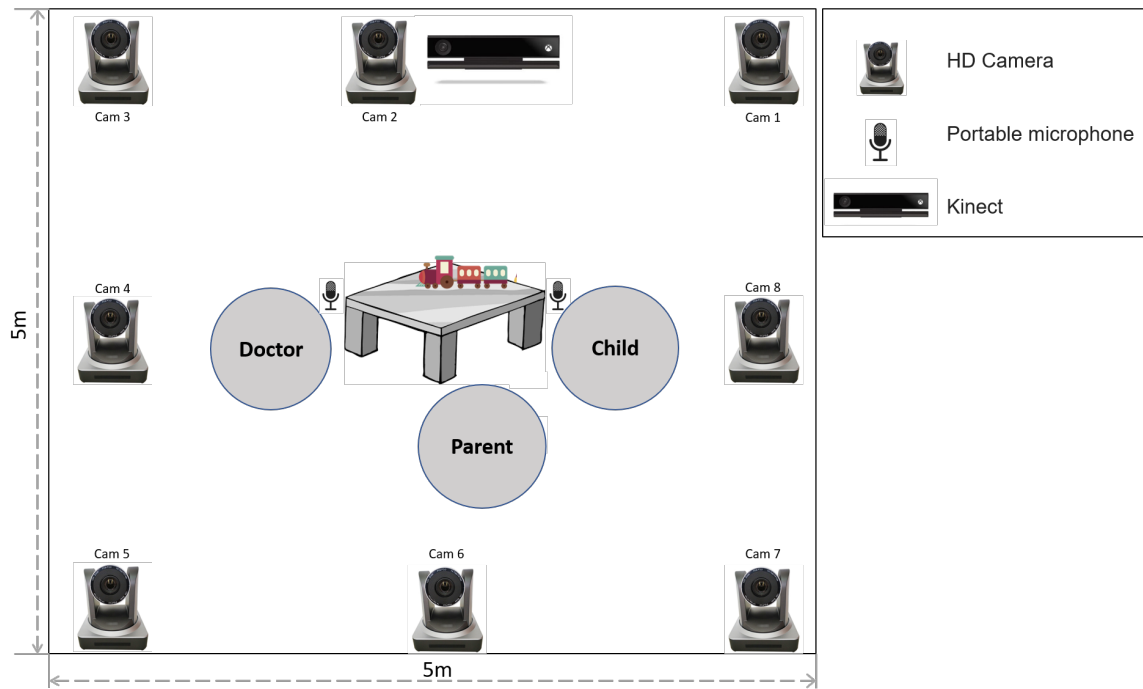 Cam 3
Cam 2
Cam 1
HD Camera
Portable microphone
Kinect
Cam 4
Cam 8
5m
Doctor
Child
Parent
Cam 5
Cam 6
Cam 7
5m